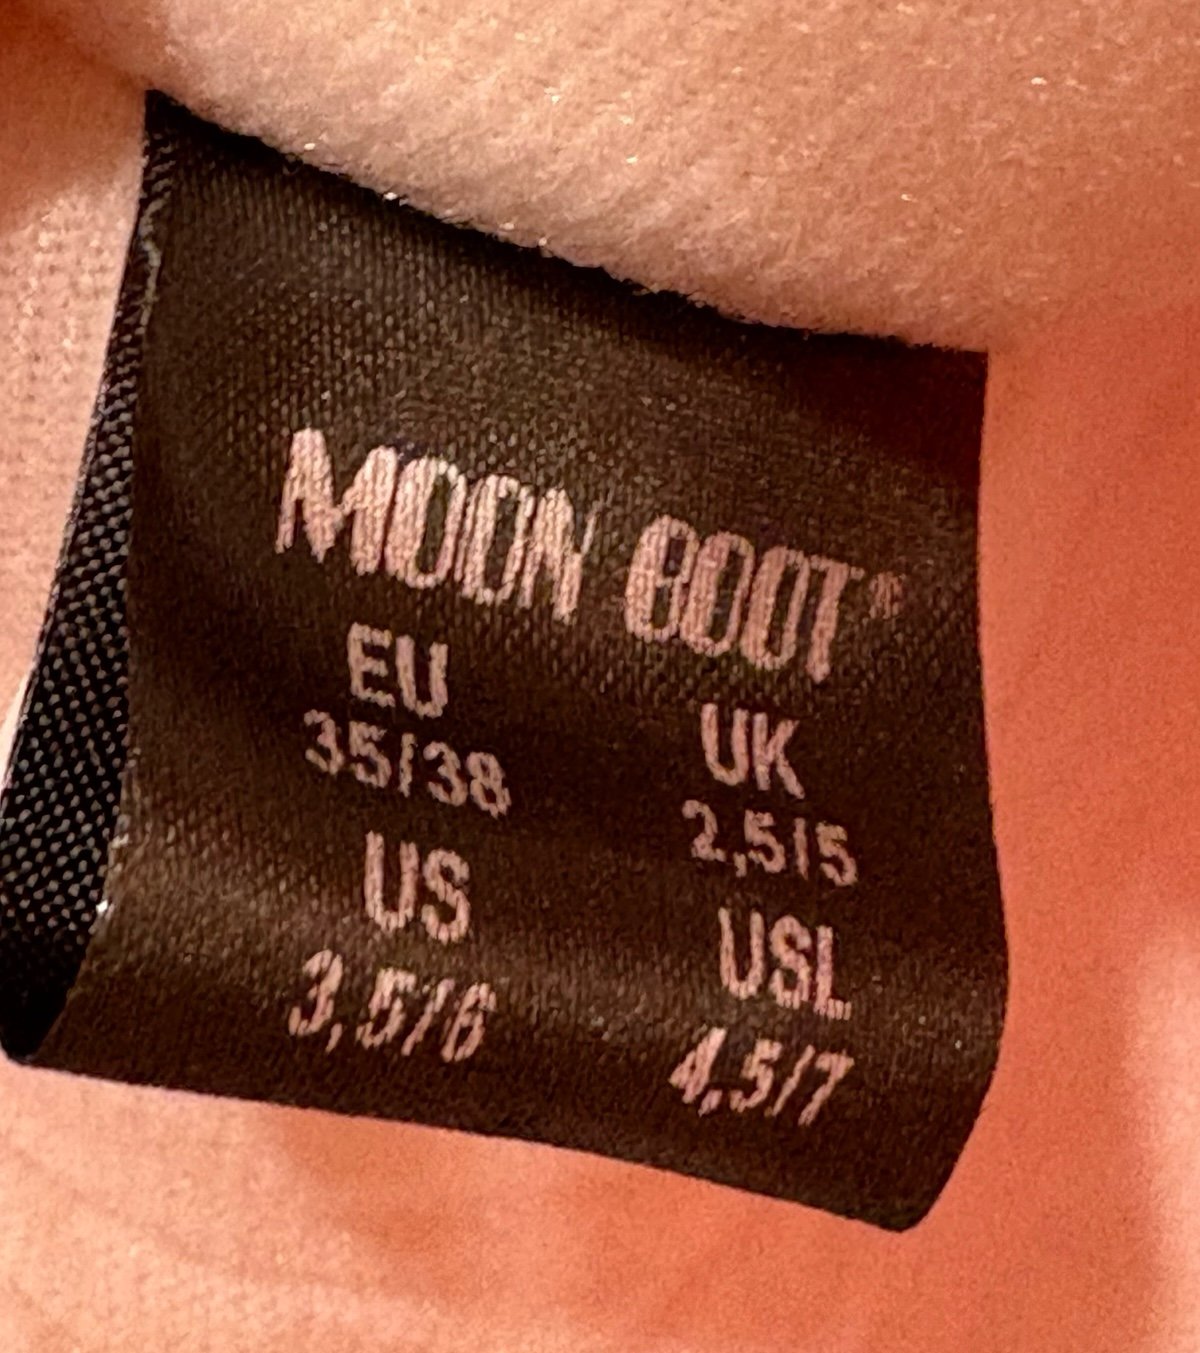 MOON BOOT®
EU UK
35/38 2,5/5
US USL
3,5/6 4,5/7